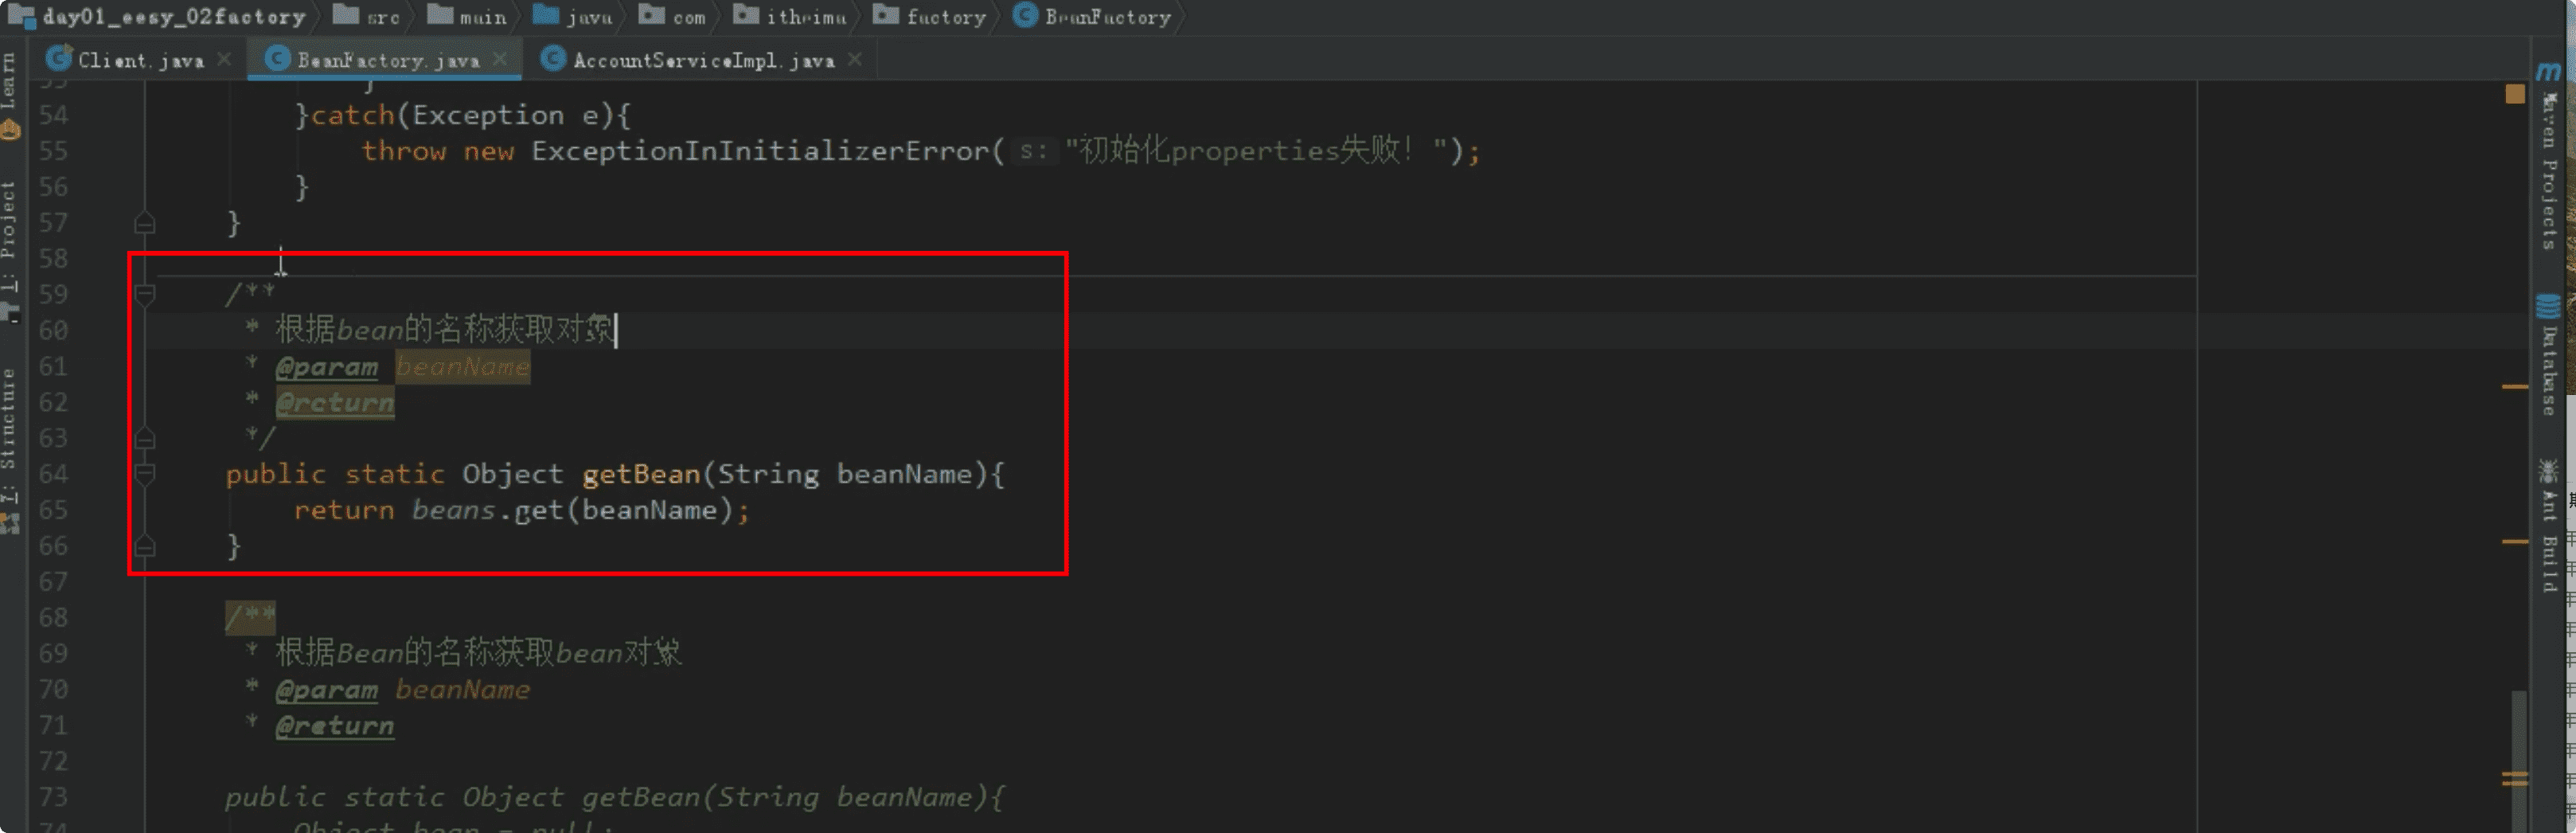 day01_eesy_02factory src main java com itheima factory BeanFactory
Client.java BeanFactory.java AccountServiceImpl.java
54 }catch(Exception e){
55 throw new ExceptionInInitializerError( s: "初始化properties失败！");
56 }
57 }
58
59 /**
60 * 根据bean的名称获取对象
61 * @param beanName
62 * @return
63 */
64 public static Object getBean(String beanName){
65 return beans.get(beanName);
66 }
67
68 /**
69 * 根据Bean的名称获取bean对象
70 * @param beanName
71 * @return
72
73 public static Object getBean(String beanName){
Object bean = null;
Learn
1: Project
7: Structure
Maven Projects
Database
Ant Build